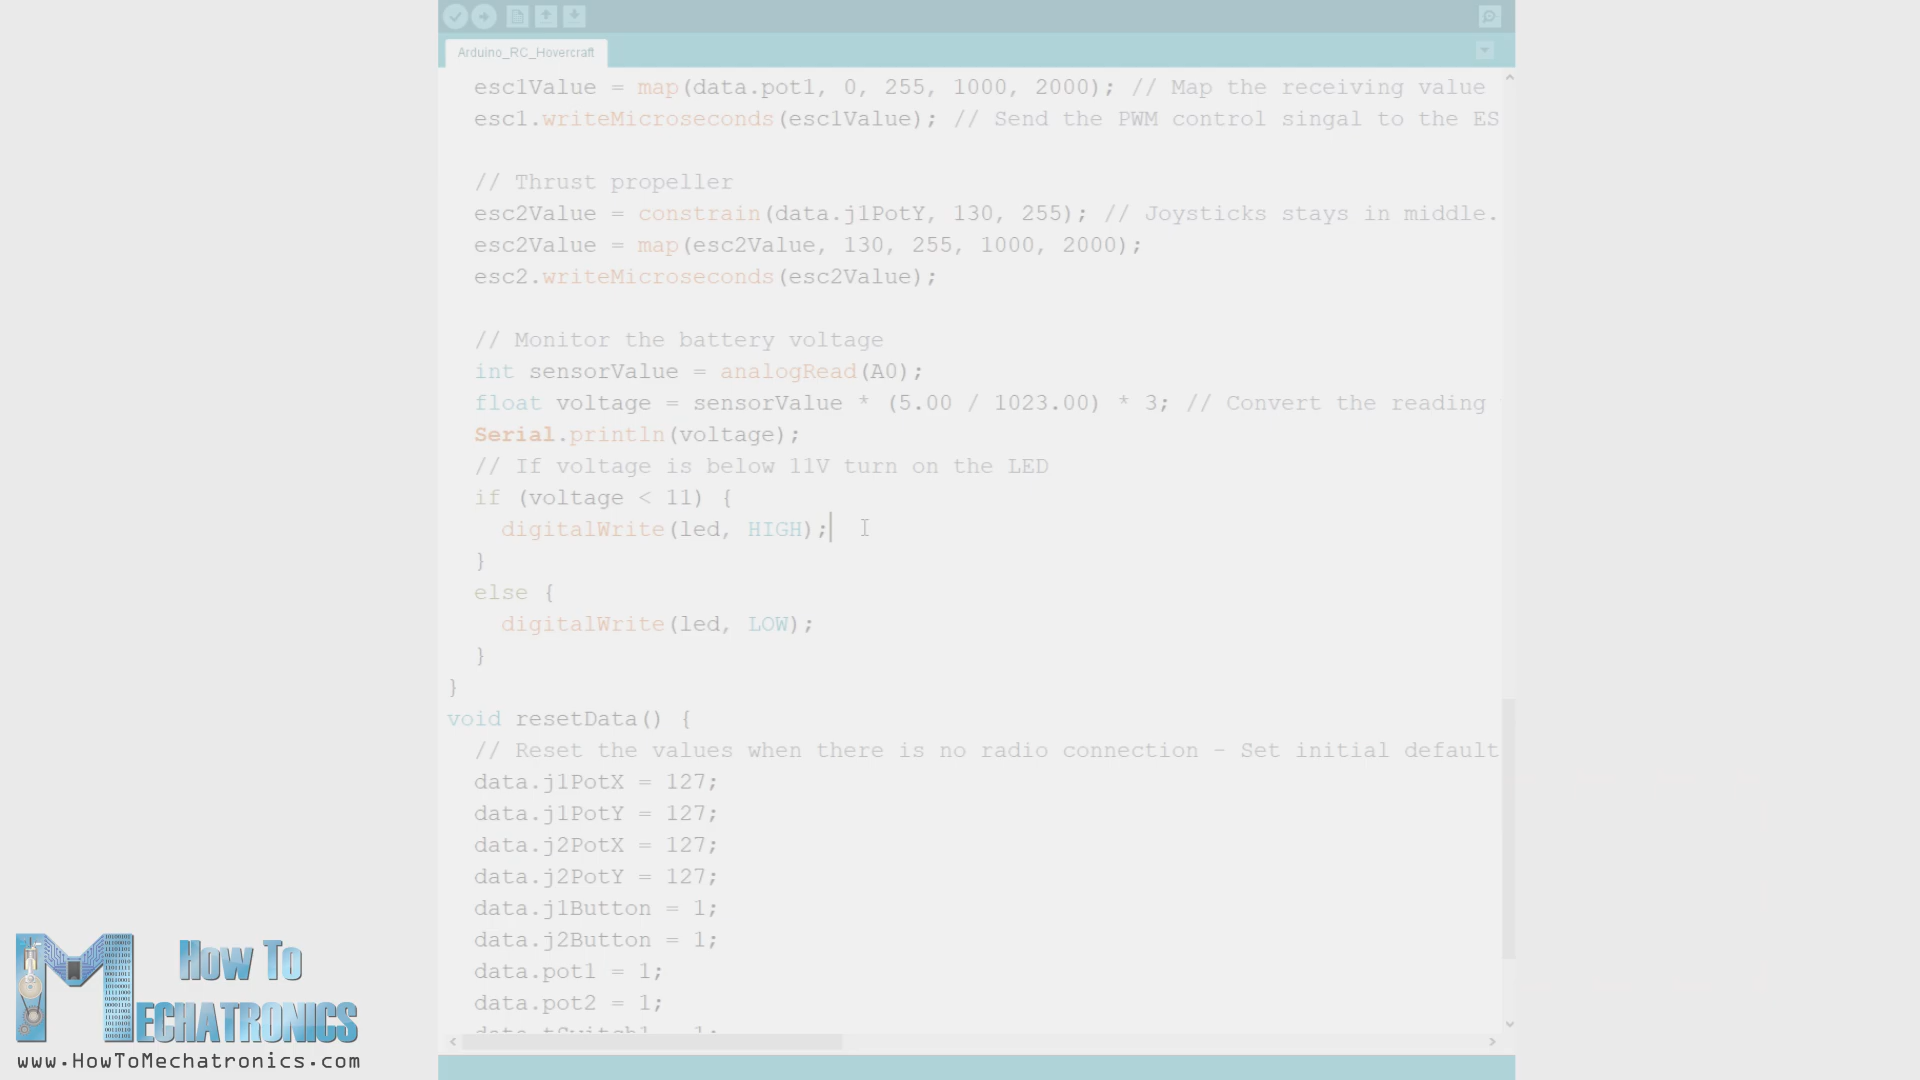 Arduino_RC_Hovercraft
esc1Value = map(data.pot1, 0, 255, 1000, 2000); // Map the receiving value
esc1.writeMicroseconds(esc1Value); // Send the PWM control singal to the ES
// Thrust propeller
esc2Value = constrain(data.j1PotY, 130, 255); // Joysticks stays in middle.
esc2Value = map(esc2Value, 130, 255, 1000, 2000);
esc2.writeMicroseconds(esc2Value);
// Monitor the battery voltage
int sensorValue = analogRead(A0);
float voltage = sensorValue * (5.00 / 1023.00) * 3; // Convert the reading
Serial.println(voltage);
// If voltage is below 11V turn on the LED
if (voltage < 11) {
digitalWrite(led, HIGH);
}
else {
digitalWrite(led, LOW);
}
}
void resetData() {
// Reset the values when there is no radio connection - Set initial default
data.j1PotX = 127;
data.j1PotY = 127;
data.j2PotX = 127;
data.j2PotY = 127;
data.j1Button = 1;
data.j2Button = 1;
data.pot1 = 1;
data.pot2 = 1;
data.tSwitch1 = 1;
How To
MECHATRONICS
www.HowToMechatronics.com